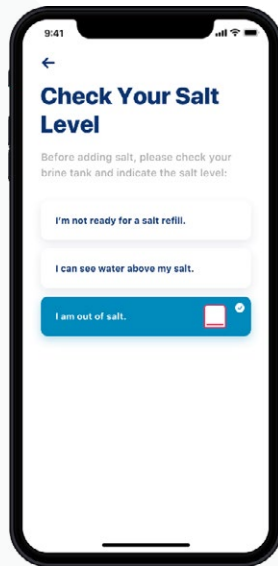 9:41
Check Your Salt
Level
Before adding salt, please check your
brine tank and indicate the salt level:
I'm not ready for a salt refill.
I can see water above my salt.
I am out of salt.